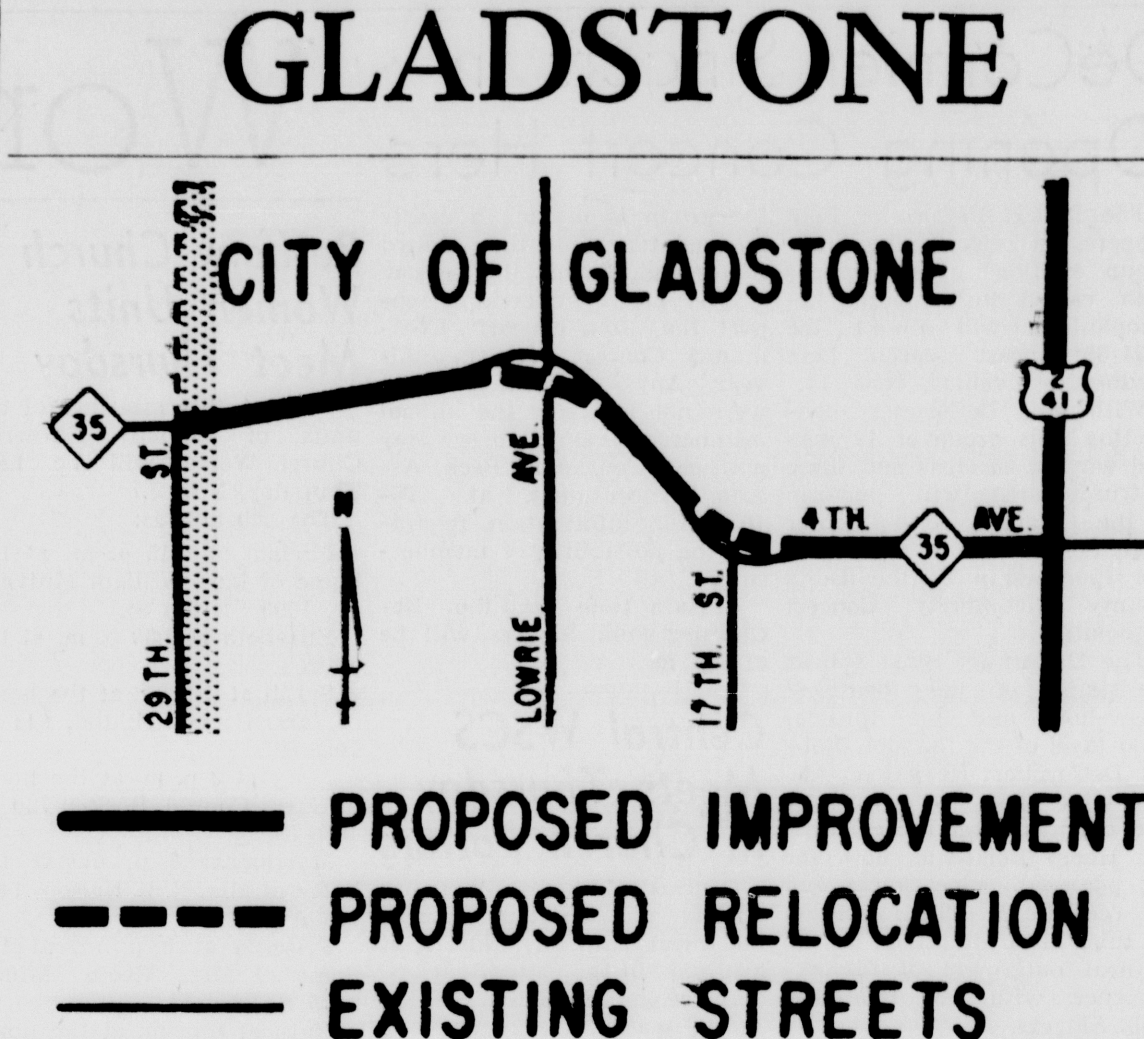 GLADSTONE
CITY OF GLADSTONE
35
2
41
29TH ST.
N
LOWRIE AVE.
17TH. ST.
4TH. AVE.
35
PROPOSED IMPROVEMENT
PROPOSED RELOCATION
EXISTING STREETS